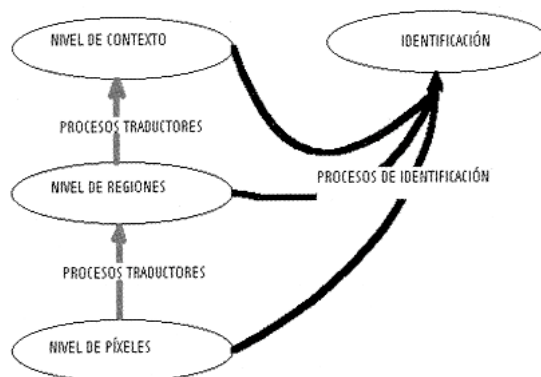 NIVEL DE CONTEXTO
IDENTIFICACIÓN
PROCESOS TRADUCTORES
PROCESOS DE IDENTIFICACIÓN
NIVEL DE REGIONES
PROCESOS TRADUCTORES
NIVEL DE PÍXELES